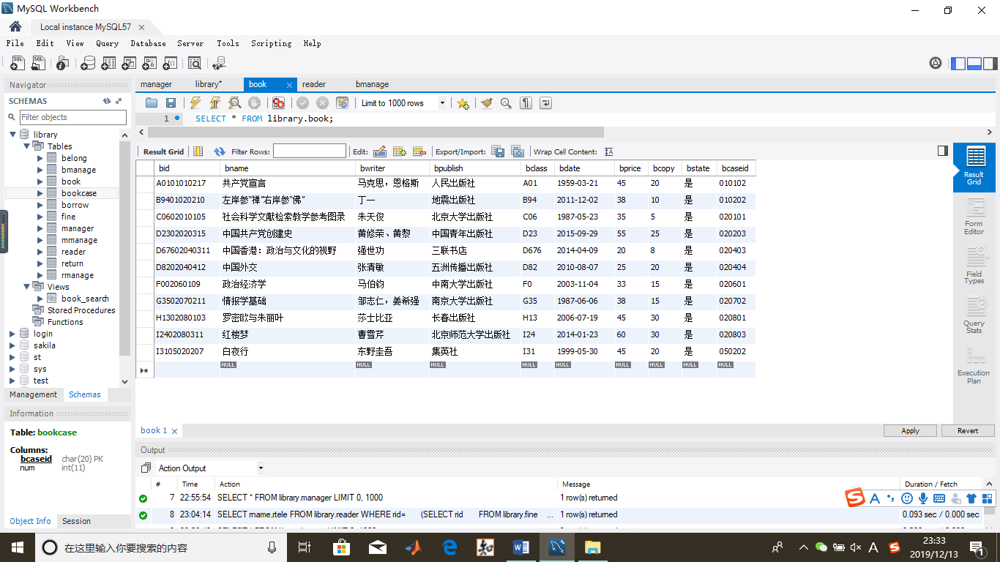 MySQL Workbench
Local instance MySQL57
File Edit View Query Database Server Tools Scripting Help
Navigator
SCHEMAS
Filter objects
library
Tables
belong
bmanage
book
bookcase
borrow
fine
manager
mmanage
reader
return
rmanage
Views
book_search
Stored Procedures
Functions
login
sakila
st
sys
test
Management Schemas
Information
Table: bookcase
Columns:
bcaseid char(20) PK
num int(11)
Object Info Session
manager library* book reader bmanage
Limit to 1000 rows
1 SELECT * FROM library.book;
Result Grid Filter Rows: Edit: Export/Import: Wrap Cell Content:
bid bname bwriter bpublish bclass bdate bprice bcopy bstate bcaseid
A0101010217 共产党宣言 马克思，恩格斯 人民出版社 A01 1959-03-21 45 20 是 010102
B9401020210 左岸参“禅”右岸参“佛” 丁一 地震出版社 B94 2011-12-02 38 10 是 010202
C0602010105 社会科学文献检索教学参考图录 朱天俊 北京大学出版社 C06 1987-05-23 35 5 是 020101
D2302020315 中国共产党创建史 黄修荣、黄黎 中国青年出版社 D23 2015-09-29 55 25 是 020203
D67602040311 中国香港：政治与文化的视野 强世功 三联书店 D676 2014-04-09 20 8 是 020403
D8202040412 中国外交 张清敏 五洲传播出版社 D82 2010-08-07 25 20 是 020404
F002060109 政治经济学 马伯钧 中南大学出版社 F0 2003-11-04 33 15 是 020601
G3502070211 情报学基础 邹志仁，姜希强 南京大学出版社 G35 1987-06-06 38 15 是 020702
H1302080103 罗密欧与朱丽叶 莎士比亚 长春出版社 H13 2006-07-19 45 30 是 020801
I2402080311 红楼梦 曹雪芹 北京师范大学出版社 I24 2014-01-23 60 30 是 020803
I3105020207 白夜行 东野圭吾 集英社 I31 1999-05-30 45 20 是 050202
NULL NULL NULL NULL NULL NULL NULL NULL NULL
Result Grid
Form Editor
Field Types
Query Stats
Execution Plan
book 1
Apply Revert
Output
Action Output
# Time Action Message Duration / Fetch
7 22:55:54 SELECT * FROM library.manager LIMIT 0, 1000 1 row(s) returned
8 23:04:14 SELECT rname,rtele FROM library.reader WHERE rid= (SELECT rid FROM library.fine ... 1 row(s) returned 0.093 sec / 0.000 sec
在这里输入你要搜索的内容
知
A
23:33
2019/12/13
1